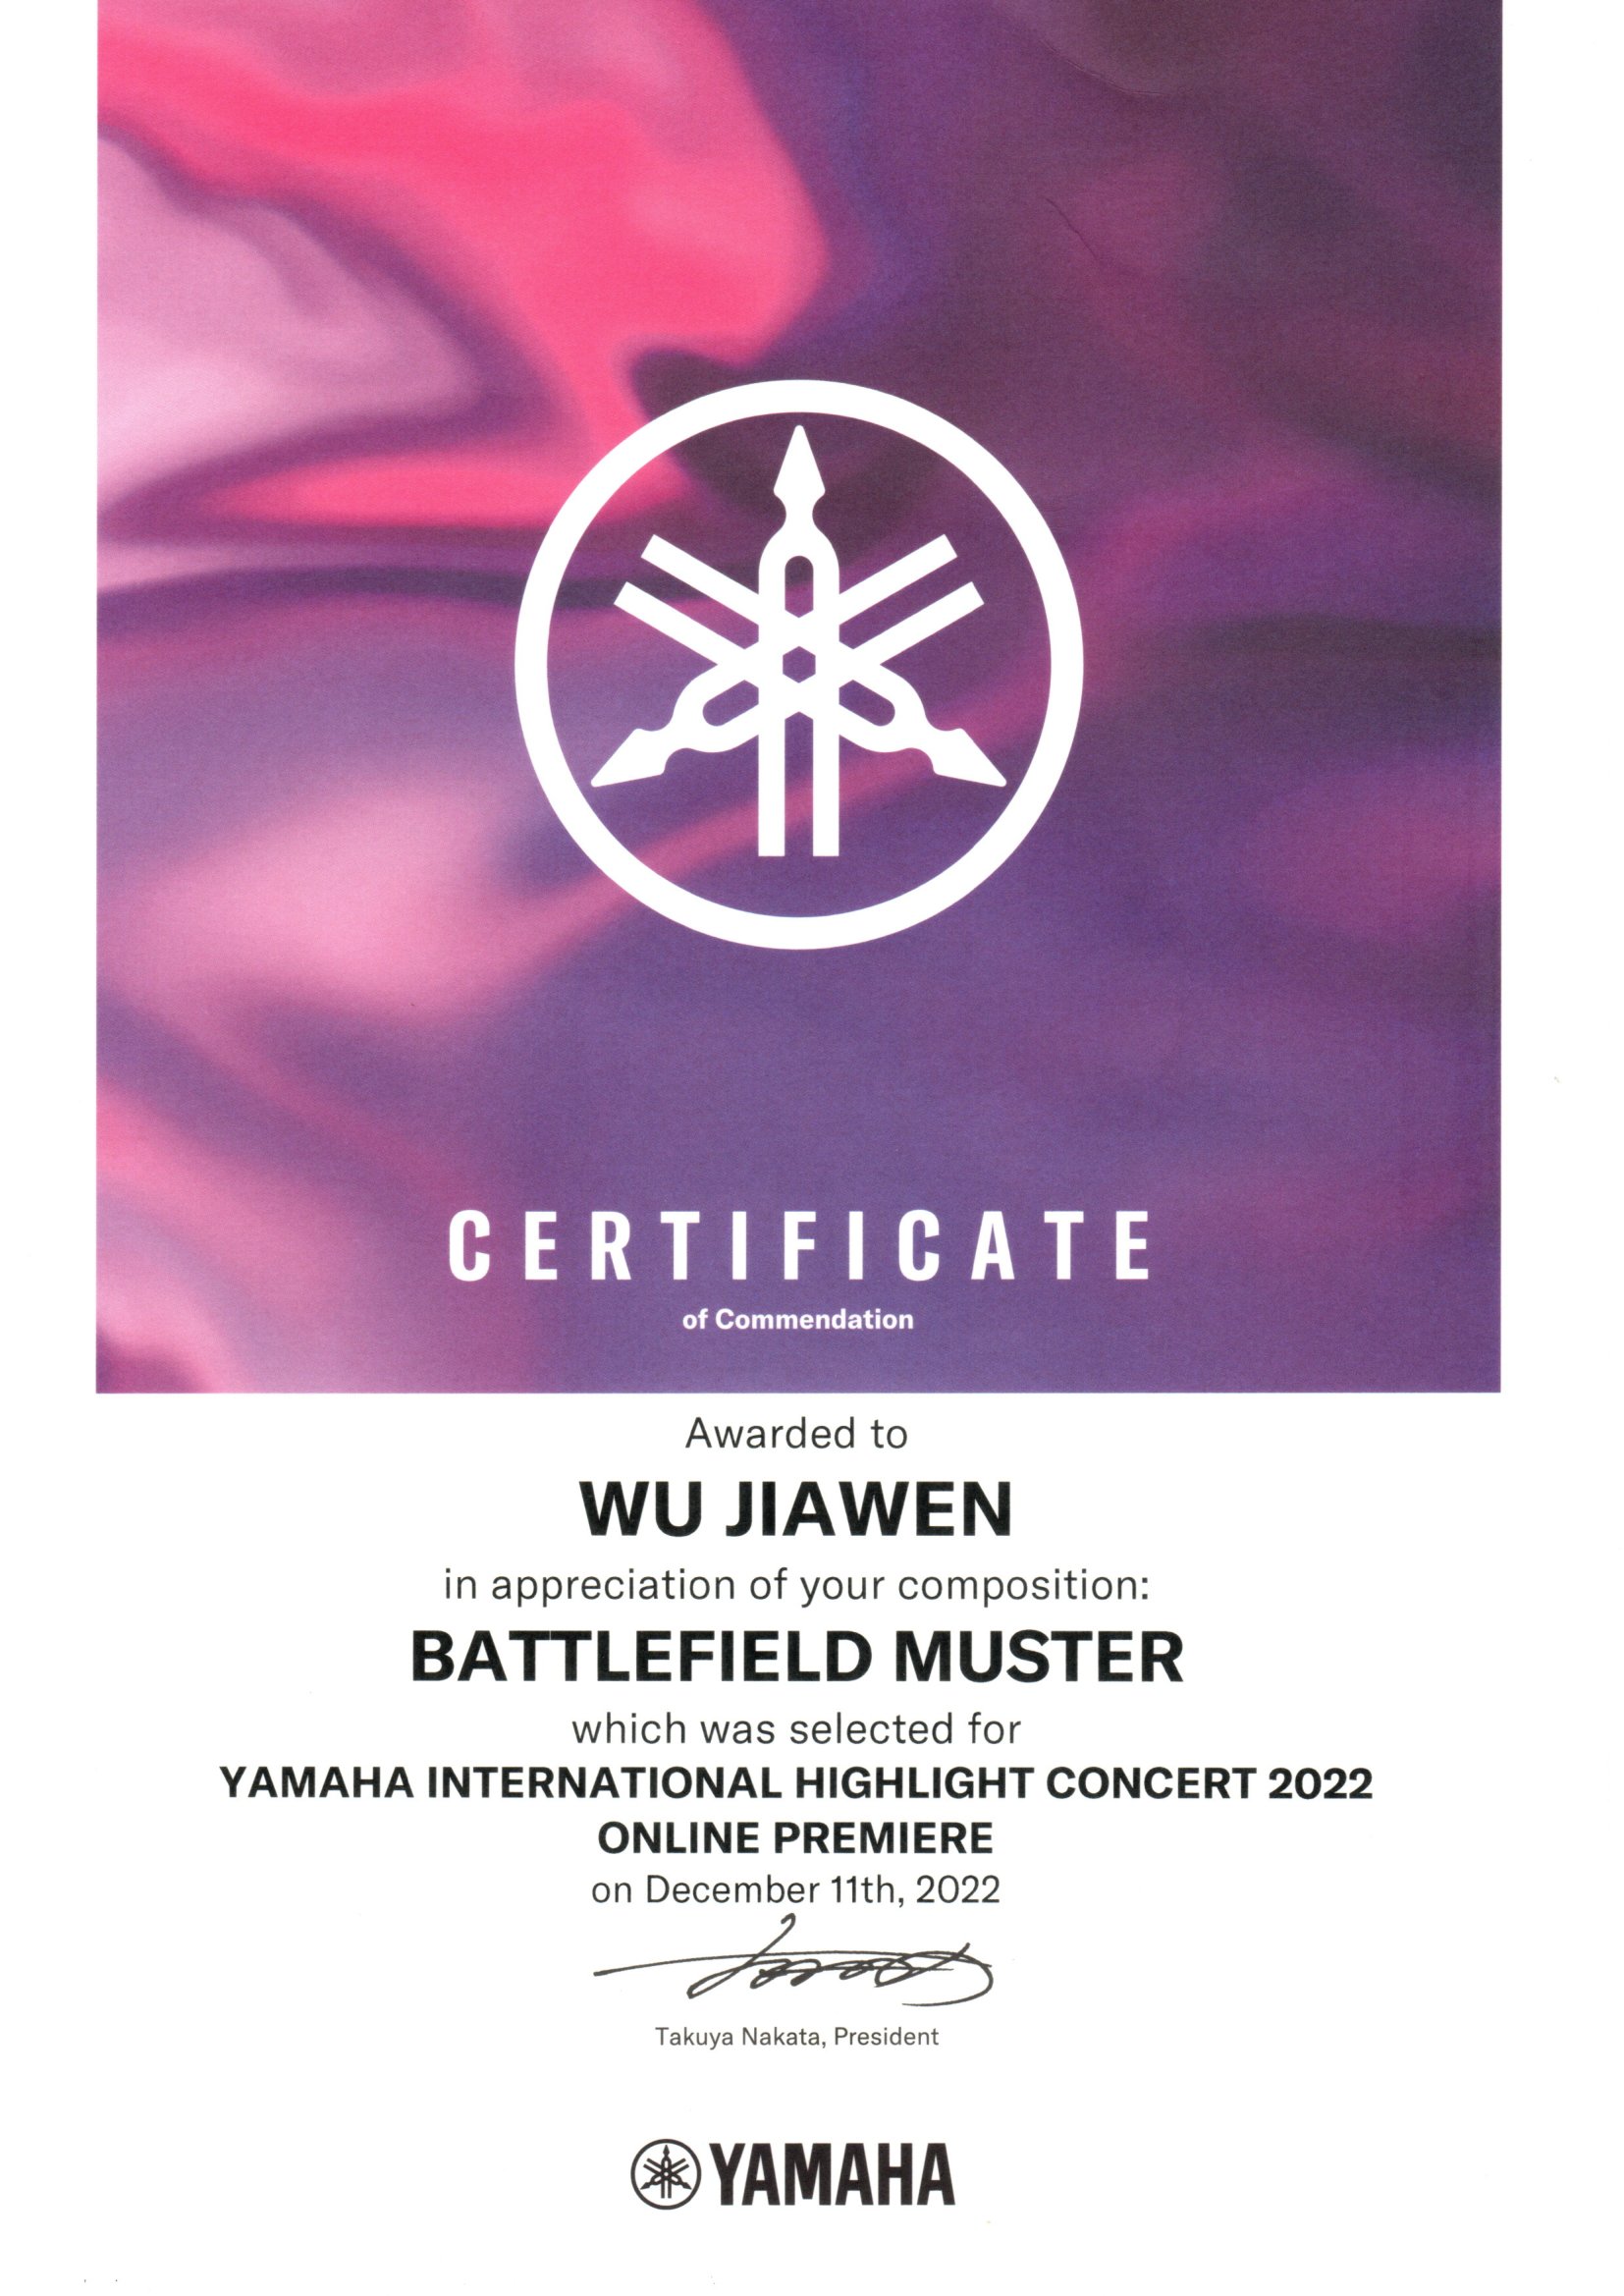 CERTIFICATE
of Commendation
Awarded to
WU JIAWEN
in appreciation of your composition:
BATTLEFIELD MUSTER
which was selected for
YAMAHA INTERNATIONAL HIGHLIGHT CONCERT 2022
ONLINE PREMIERE
on December 11th, 2022
Takuya Nakata, President
YAMAHA